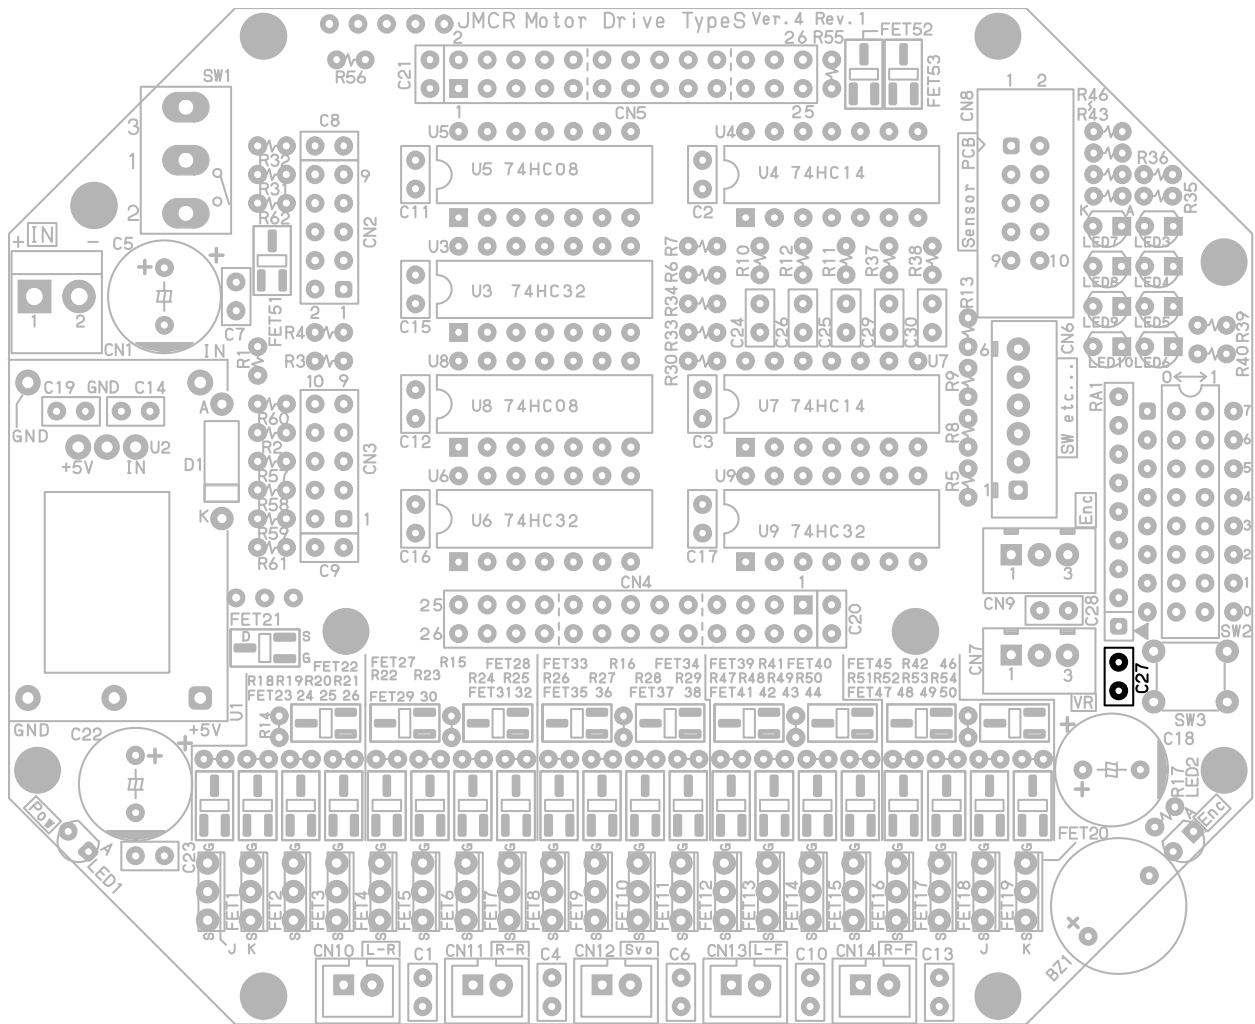 JMCR Motor Drive TypeS Ver.4 Rev.1
2 26 R55 FET52
R56 C21 FET53
SW1 1 CN5 25 1 2 CN8 R46
R43
3 C8 U5 U4
R32 U5 74HC08 U4 74HC14 Sensor PCB R36
1 9
R31 R35
2 R62 CN2 C11 C2 K A
IN + - C5 + U3 R7 R10 R12 R11 R37 R38 LED7 LED3
+ R6 9 10
FET51 U3 74HC32 R34 LED8 LED4
1 2 C7 2 1 C15 R33 C24 C26 C25 C29 C30 R13 LED9 LED5 R39
CN1 IN R1 R4 U8 R30 U7 6 CN6 LED10 LED6 R40
R3
10 9 R9 SW etc... RA1 0 1
C19 GND C14 A U8 74HC08 U7 74HC14 7
GND R60 C12 C3 R8 6
+5V IN U2 D1 R2 CN3 U6 U9 5
R57 R5 1 4
K R58 1 U6 74HC32 U9 74HC32 Enc 3
R59 C16 C17 2
R61 C9 CN4 1 1 3 1
25 C20 CN9 C28 0
FET21 26 SW2
D S G CN7 1 3 C27
FET22 FET27 R15 FET28 FET33 R16 FET34 FET39 R41 FET40 FET45 R42 46
R18 R19 R20 R21 R22 R23 R24 R25 R26 R27 R28 R29 R47 R48 R49 R50 R51 R52 R53 R54
FET23 24 25 26 FET29 30 FET31 32 FET35 36 FET37 38 FET41 42 43 44 FET47 48 49 50
GND U1 +5V R14 VR SW3
C22 + + C18
+ + R17 LED2
Pow A Enc
LED1 C23 FET20
G G G G G G G G G G G G G G G G G G G G
FET1 FET2 FET3 FET4 FET5 FET6 FET7 FET8 FET9 FET10 FET11 FET12 FET13 FET14 FET15 FET16 FET17 FET18 FET19
S S S S S S S S S S S S S S S S S S S S
J K J K +
CN10 L-R C1 CN11 R-R C4 CN12 Svo C6 CN13 L-F C10 CN14 R-F C13 BZ1